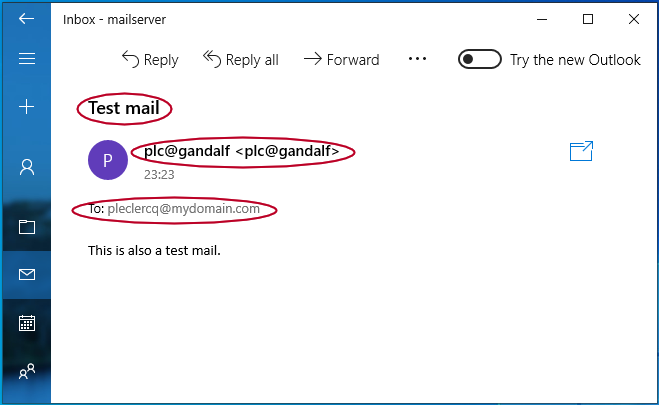 Inbox - mailserver
Reply
Reply all
Forward
Try the new Outlook
Test mail
P
plc@gandalf <plc@gandalf>
23:23
To: pleclercq@mydomain.com
This is also a test mail.